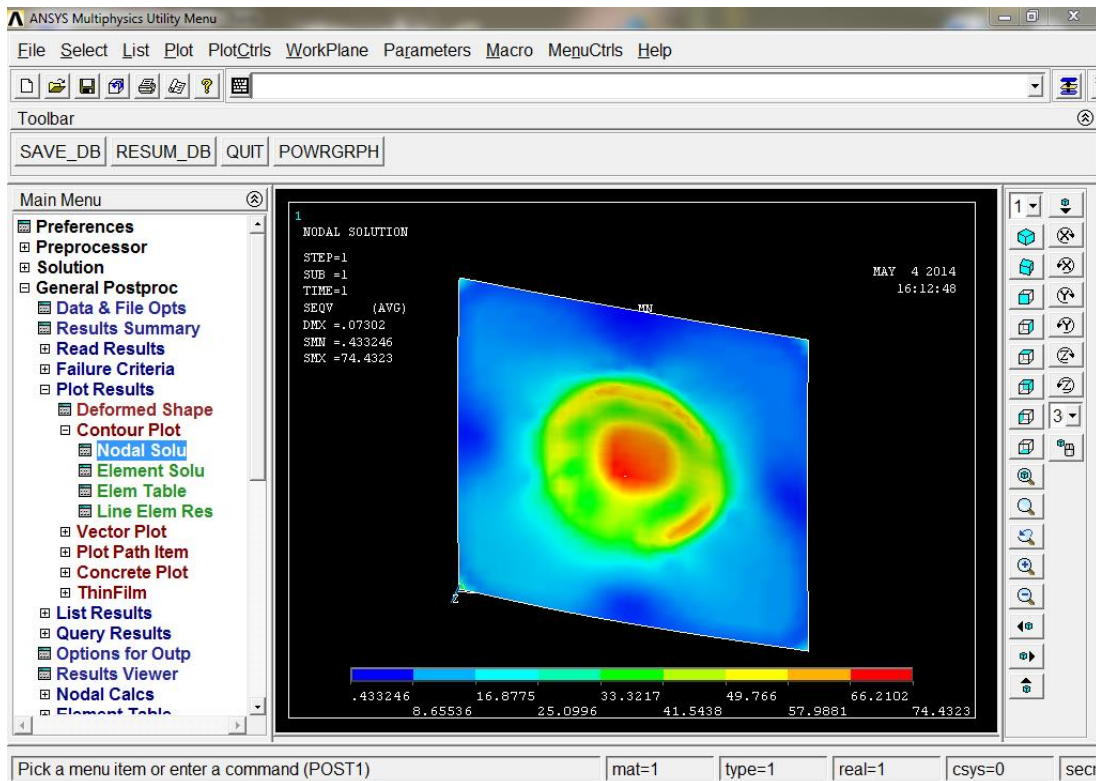 ANSYS Multiphysics Utility Menu
File Select List Plot PlotCtrls WorkPlane Parameters Macro MenuCtrls Help
Toolbar
SAVE_DB RESUM_DB QUIT POWRGRPH
Main Menu
Preferences
Preprocessor
Solution
General Postproc
Data & File Opts
Results Summary
Read Results
Failure Criteria
Plot Results
Deformed Shape
Contour Plot
Nodal Solu
Element Solu
Elem Table
Line Elem Res
Vector Plot
Plot Path Item
Concrete Plot
ThinFilm
List Results
Query Results
Options for Outp
Results Viewer
Nodal Calcs
Element Table
1
NODAL SOLUTION
STEP=1
SUB =1
TIME=1
SEQV (AVG)
DMX =.07302
SMN =.433246
SMX =74.4323
MAY 4 2014
16:12:48
MN
Z
.433246 16.8775 33.3217 49.766 66.2102
8.65536 25.0996 41.5438 57.9881 74.4323
1
X
X
Y
Y
Z
Z
3
Pick a menu item or enter a command (POST1) mat=1 type=1 real=1 csys=0 secn